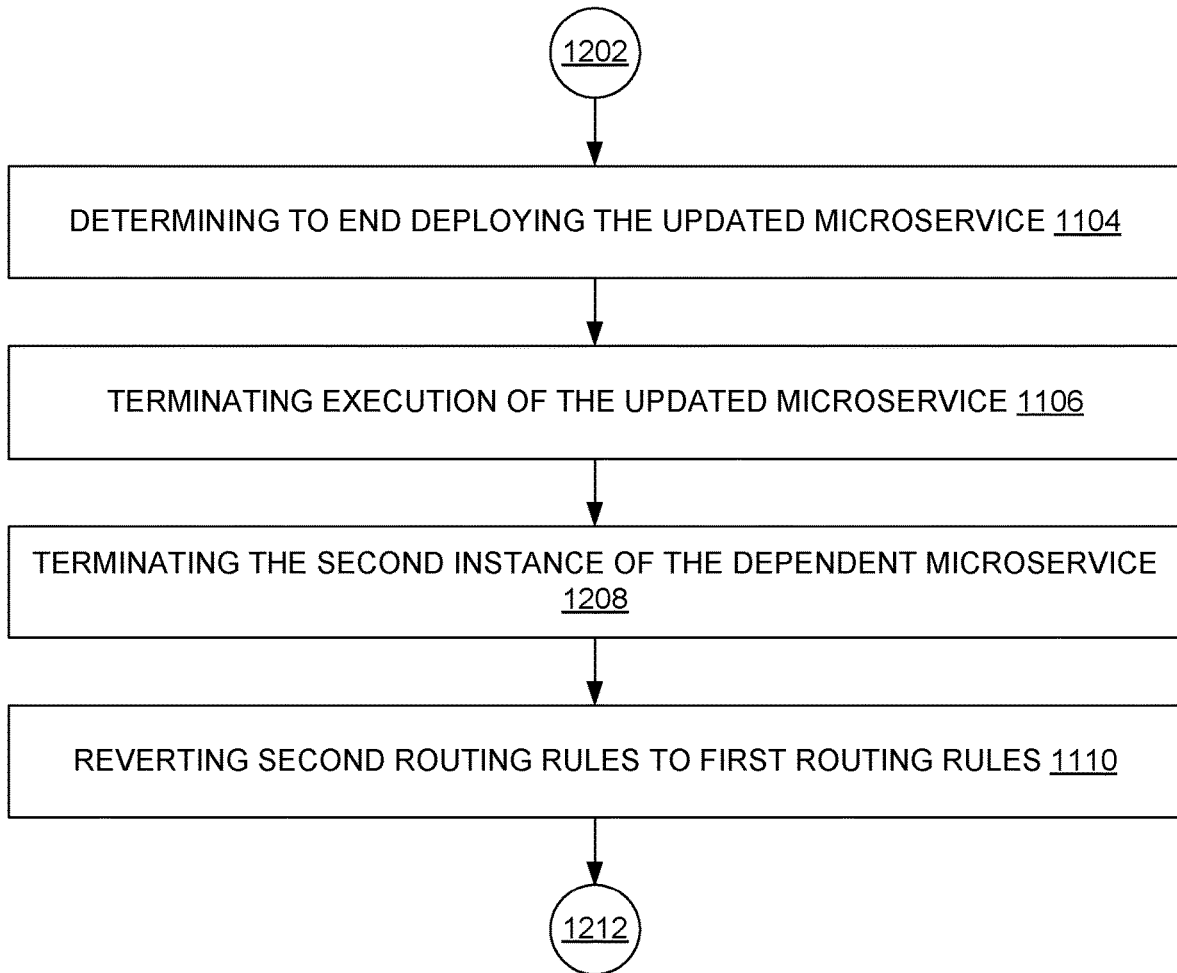 1202
DETERMINING TO END DEPLOYING THE UPDATED MICROSERVICE 1104
TERMINATING EXECUTION OF THE UPDATED MICROSERVICE 1106
TERMINATING THE SECOND INSTANCE OF THE DEPENDENT MICROSERVICE
1208
REVERTING SECOND ROUTING RULES TO FIRST ROUTING RULES 1110
1212